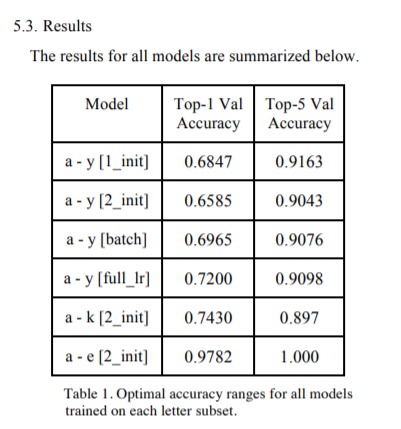 5.3. Results
The results for all models are summarized below.
Model Top-1 Val Accuracy Top-5 Val Accuracy
a - y [1_init] 0.6847 0.9163
a - y [2_init] 0.6585 0.9043
a - y [batch] 0.6965 0.9076
a - y [full_lr] 0.7200 0.9098
a - k [2_init] 0.7430 0.897
a - e [2_init] 0.9782 1.000
Table 1. Optimal accuracy ranges for all models
trained on each letter subset.